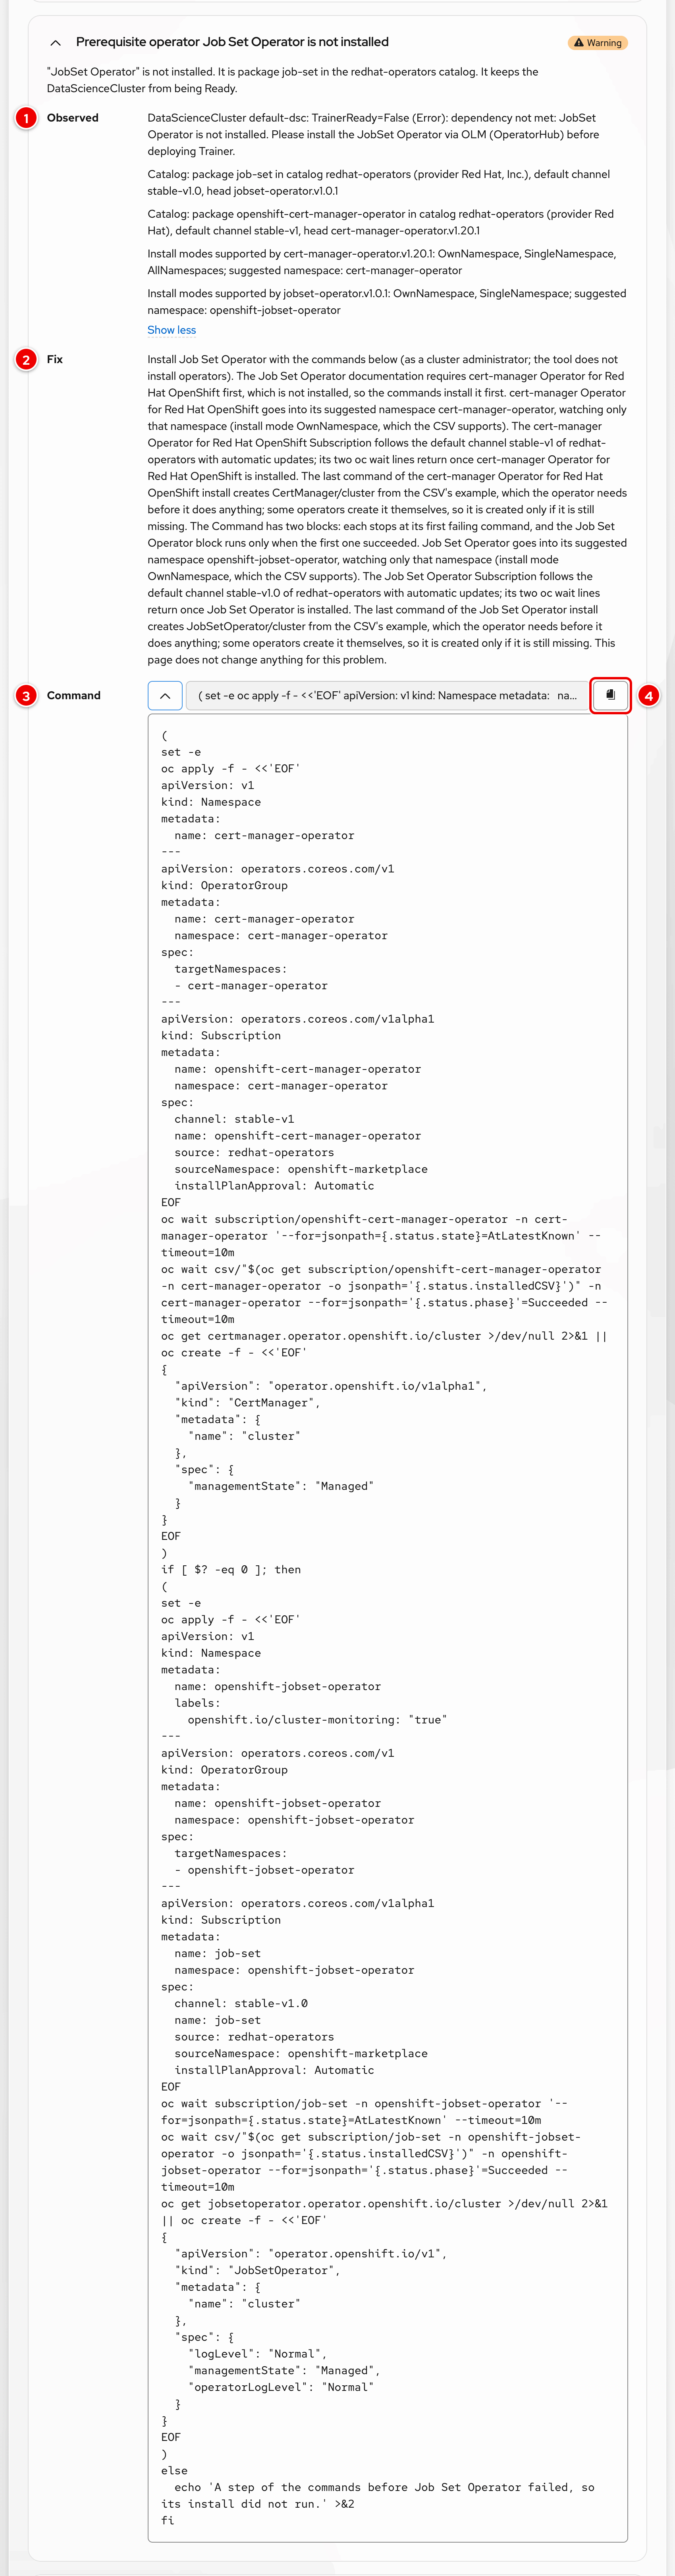 Prerequisite operator Job Set Operator is not installed
Warning
"JobSet Operator" is not installed. It is package job-set in the redhat-operators catalog. It keeps the
DataScienceCluster from being Ready.
1
Observed
DataScienceCluster default-dsc: TrainerReady=False (Error): dependency not met: JobSet
Operator is not installed. Please install the JobSet Operator via OLM (OperatorHub) before
deploying Trainer.
Catalog: package job-set in catalog redhat-operators (provider Red Hat, Inc.), default channel
stable-v1.0, head jobset-operator.v1.0.1
Catalog: package openshift-cert-manager-operator in catalog redhat-operators (provider Red
Hat), default channel stable-v1, head cert-manager-operator.v1.20.1
Install modes supported by cert-manager-operator.v1.20.1: OwnNamespace, SingleNamespace,
AllNamespaces; suggested namespace: cert-manager-operator
Install modes supported by jobset-operator.v1.0.1: OwnNamespace, SingleNamespace; suggested
namespace: openshift-jobset-operator
Show less
2
Fix
Install Job Set Operator with the commands below (as a cluster administrator; the tool does not
install operators). The Job Set Operator documentation requires cert-manager Operator for Red
Hat OpenShift first, which is not installed, so the commands install it first. cert-manager Operator
for Red Hat OpenShift goes into its suggested namespace cert-manager-operator, watching only
that namespace (install mode OwnNamespace, which the CSV supports). The cert-manager
Operator for Red Hat OpenShift Subscription follows the default channel stable-v1 of redhat-
operators with automatic updates; its two oc wait lines return once cert-manager Operator for
Red Hat OpenShift is installed. The last command of the cert-manager Operator for Red Hat
OpenShift install creates CertManager/cluster from the CSV's example, which the operator needs
before it does anything; some operators create it themselves, so it is created only if it is still
missing. The Command has two blocks: each stops at its first failing command, and the Job Set
Operator block runs only when the first one succeeded. Job Set Operator goes into its suggested
namespace openshift-jobset-operator, watching only that namespace (install mode
OwnNamespace, which the CSV supports). The Job Set Operator Subscription follows the
default channel stable-v1.0 of redhat-operators with automatic updates; its two oc wait lines
return once Job Set Operator is installed. The last command of the Job Set Operator install
creates JobSetOperator/cluster from the CSV's example, which the operator needs before it
does anything; some operators create it themselves, so it is created only if it is still missing. This
page does not change anything for this problem.
3
Command
( set -e oc apply -f - <<'EOF' apiVersion: v1 kind: Namespace metadata: na...
4
(
set -e
oc apply -f - <<'EOF'
apiVersion: v1
kind: Namespace
metadata:
  name: cert-manager-operator
---
apiVersion: operators.coreos.com/v1
kind: OperatorGroup
metadata:
  name: cert-manager-operator
  namespace: cert-manager-operator
spec:
  targetNamespaces:
  - cert-manager-operator
---
apiVersion: operators.coreos.com/v1alpha1
kind: Subscription
metadata:
  name: openshift-cert-manager-operator
  namespace: cert-manager-operator
spec:
  channel: stable-v1
  name: openshift-cert-manager-operator
  source: redhat-operators
  sourceNamespace: openshift-marketplace
  installPlanApproval: Automatic
EOF
oc wait subscription/openshift-cert-manager-operator -n cert-
manager-operator '--for=jsonpath={.status.state}=AtLatestKnown' --
timeout=10m
oc wait csv/"$(oc get subscription/openshift-cert-manager-operator
-n cert-manager-operator -o jsonpath='{.status.installedCSV}')" -n
cert-manager-operator --for=jsonpath='{.status.phase}'=Succeeded --
timeout=10m
oc get certmanager.operator.openshift.io/cluster >/dev/null 2>&1 ||
oc create -f - <<'EOF'
{
  "apiVersion": "operator.openshift.io/v1alpha1",
  "kind": "CertManager",
  "metadata": {
    "name": "cluster"
  },
  "spec": {
    "managementState": "Managed"
  }
}
EOF
)
if [ $? -eq 0 ]; then
(
set -e
oc apply -f - <<'EOF'
apiVersion: v1
kind: Namespace
metadata:
  name: openshift-jobset-operator
  labels:
    openshift.io/cluster-monitoring: "true"
---
apiVersion: operators.coreos.com/v1
kind: OperatorGroup
metadata:
  name: openshift-jobset-operator
  namespace: openshift-jobset-operator
spec:
  targetNamespaces:
  - openshift-jobset-operator
---
apiVersion: operators.coreos.com/v1alpha1
kind: Subscription
metadata:
  name: job-set
  namespace: openshift-jobset-operator
spec:
  channel: stable-v1.0
  name: job-set
  source: redhat-operators
  sourceNamespace: openshift-marketplace
  installPlanApproval: Automatic
EOF
oc wait subscription/job-set -n openshift-jobset-operator '--
for=jsonpath={.status.state}=AtLatestKnown' --timeout=10m
oc wait csv/"$(oc get subscription/job-set -n openshift-jobset-
operator -o jsonpath='{.status.installedCSV}')" -n openshift-
jobset-operator --for=jsonpath='{.status.phase}'=Succeeded --
timeout=10m
oc get jobsetoperator.operator.openshift.io/cluster >/dev/null 2>&1
|| oc create -f - <<'EOF'
{
  "apiVersion": "operator.openshift.io/v1",
  "kind": "JobSetOperator",
  "metadata": {
    "name": "cluster"
  },
  "spec": {
    "logLevel": "Normal",
    "managementState": "Managed",
    "operatorLogLevel": "Normal"
  }
}
EOF
)
else
  echo 'A step of the commands before Job Set Operator failed, so
its install did not run.' >&2
fi